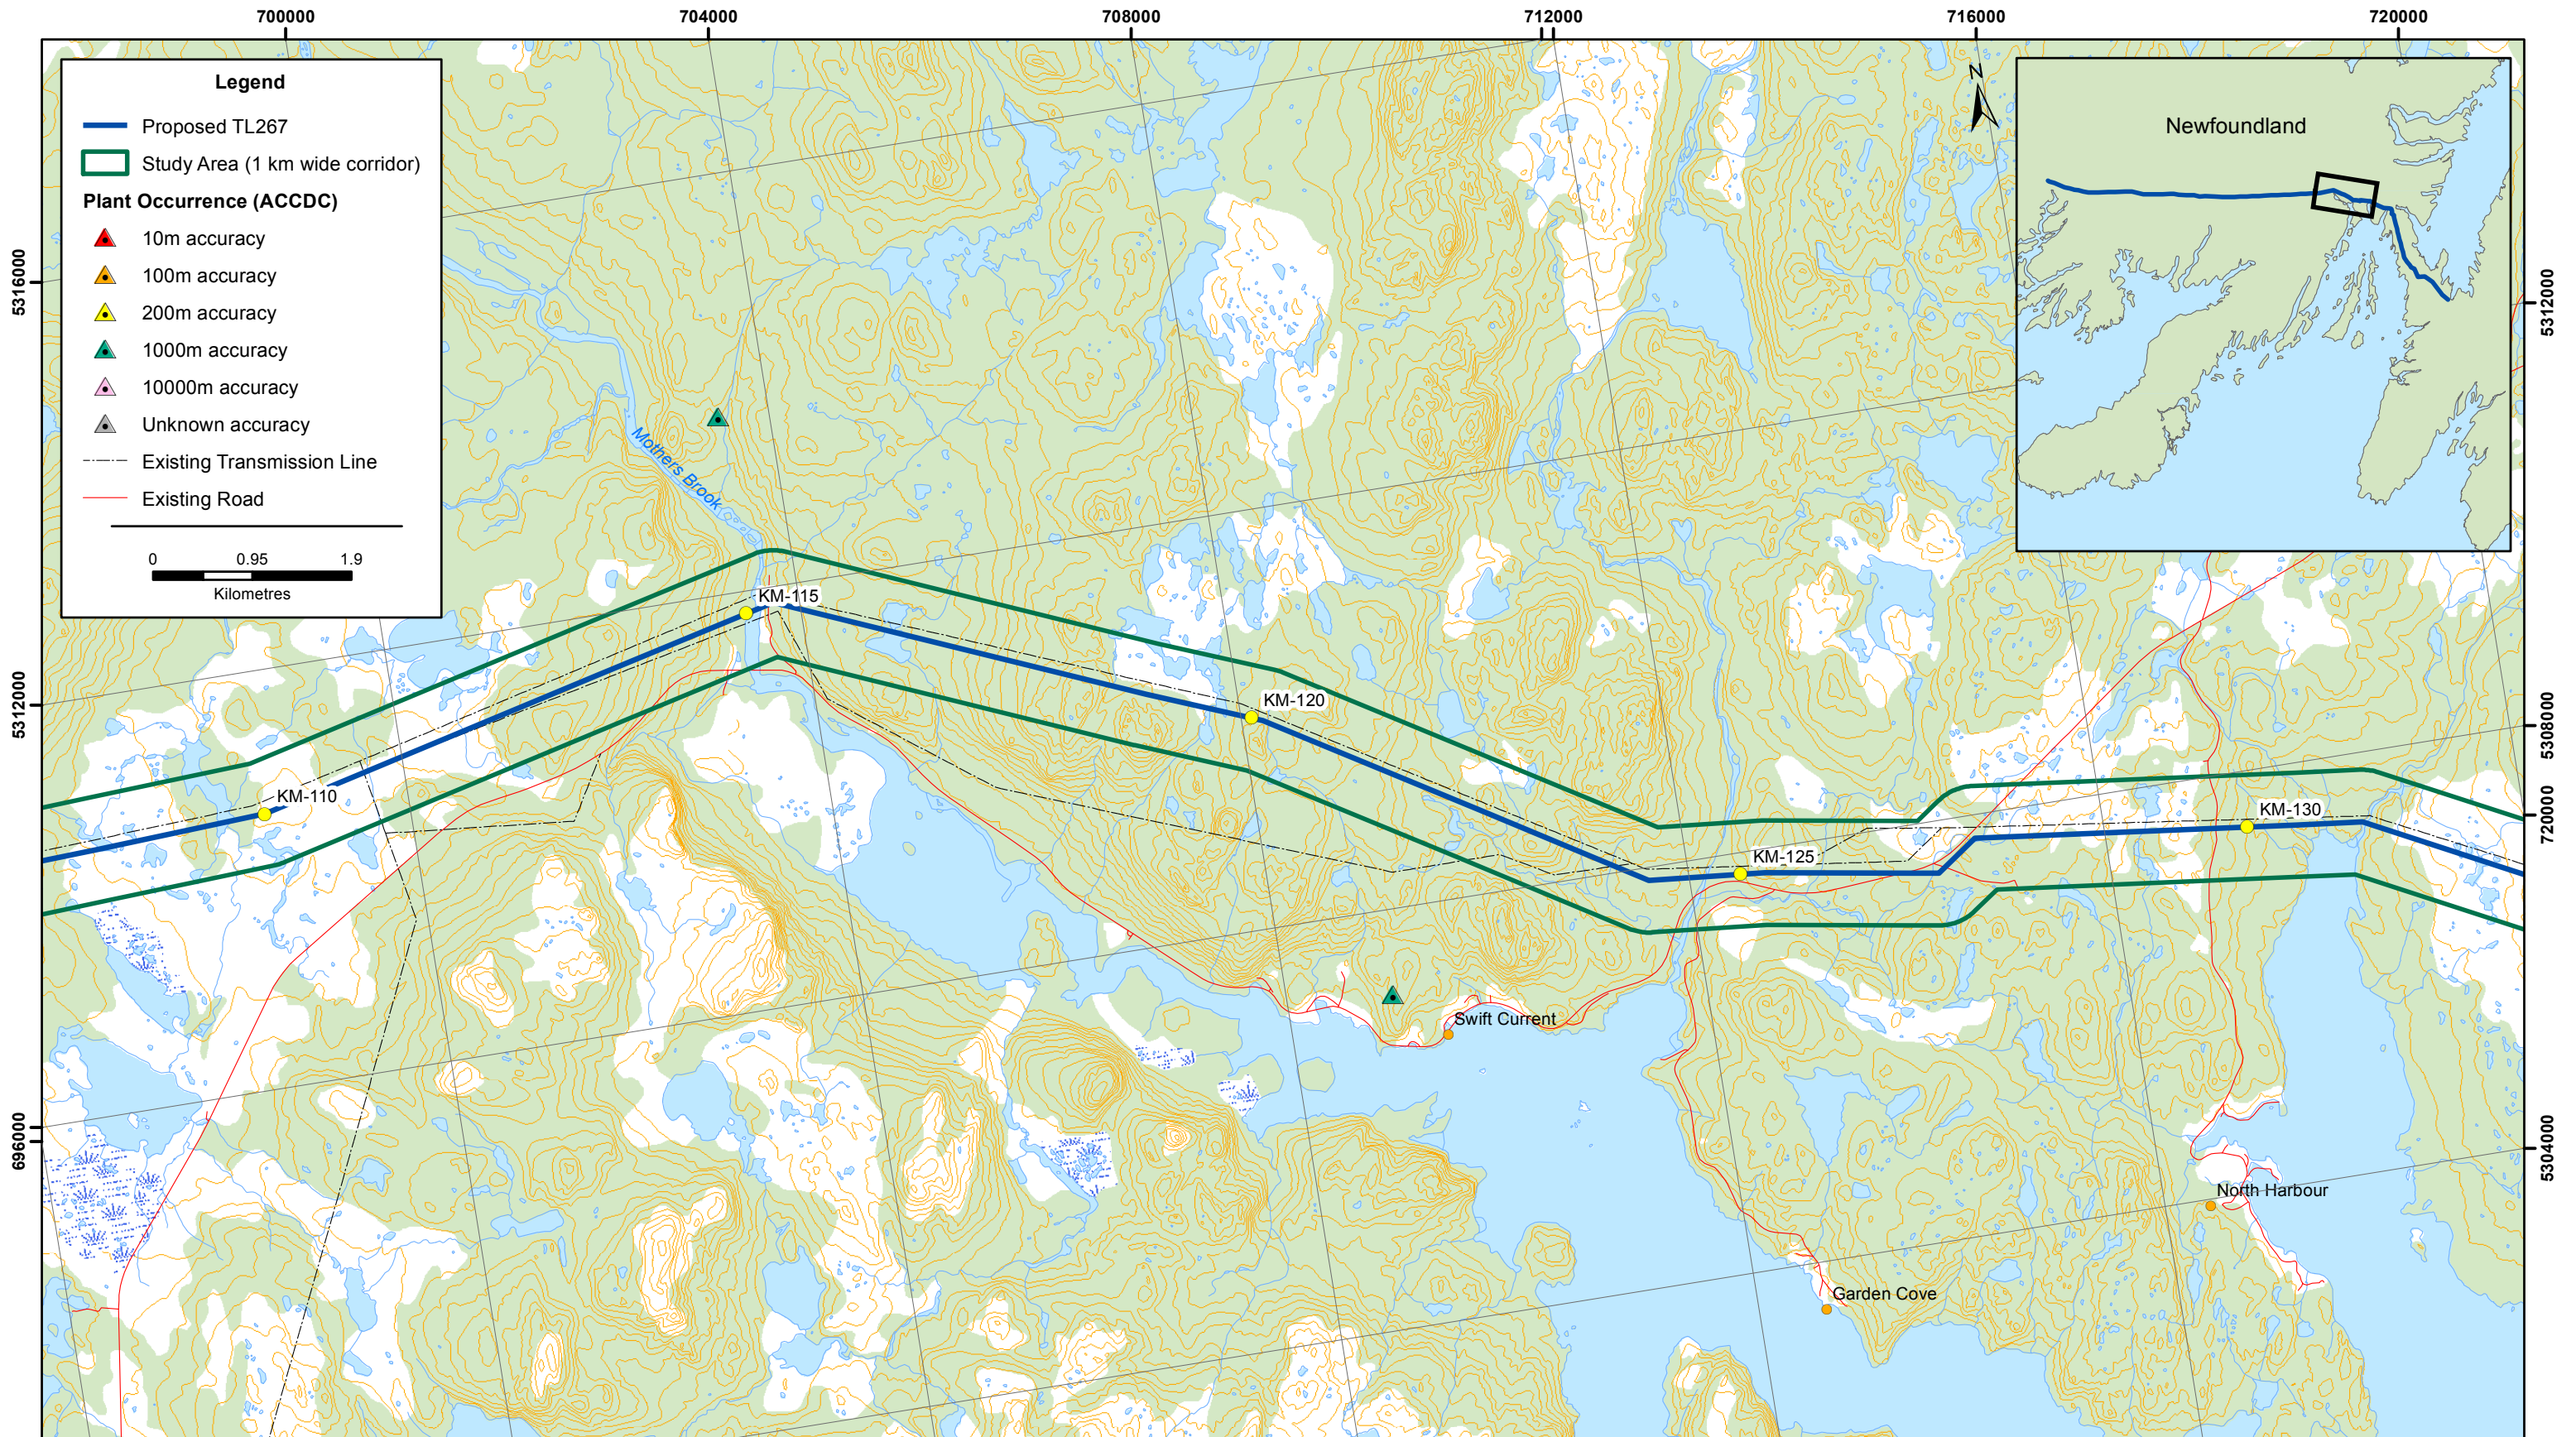 700000
704000
708000
712000
716000
720000
Legend
Proposed TL267
Study Area (1 km wide corridor)
Plant Occurrence (ACCDC)
10m accuracy
100m accuracy
200m accuracy
1000m accuracy
10000m accuracy
Unknown accuracy
Existing Transmission Line
Existing Road
0 0.95 1.9
Kilometres
N
Newfoundland
5316000
5312000
696000
5312000
5308000
720000
5304000
Mothers Brook
KM-110
KM-115
KM-120
KM-125
KM-130
Swift Current
North Harbour
Garden Cove